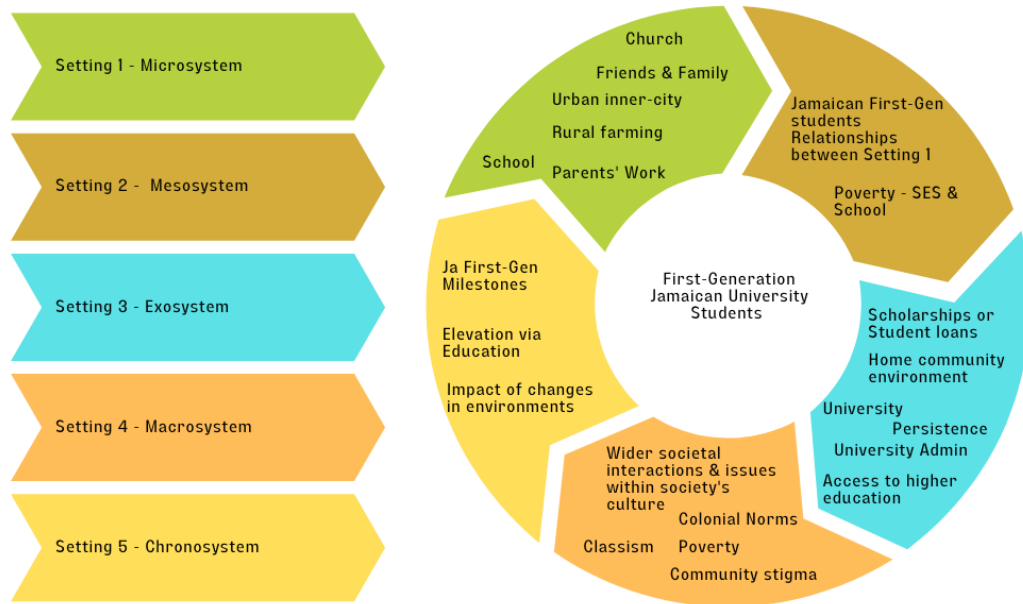 Setting 1 - Microsystem
Setting 2 - Mesosystem
Setting 3 - Exosystem
Setting 4 - Macrosystem
Setting 5 - Chronosystem
Church
Friends & Family
Urban inner-city
Rural farming
School
Parents' Work
Jamaican First-Gen
students
Relationships
between Setting 1
Poverty - SES &
School
Scholarships or
Student loans
Home community
environment
University
Persistence
University Admin
Access to higher
education
Wider societal
interactions & issues
within society's
culture
Colonial Norms
Classism
Poverty
Community stigma
Ja First-Gen
Milestones
Elevation via
Education
Impact of changes
in environments
First-Generation
Jamaican University
Students